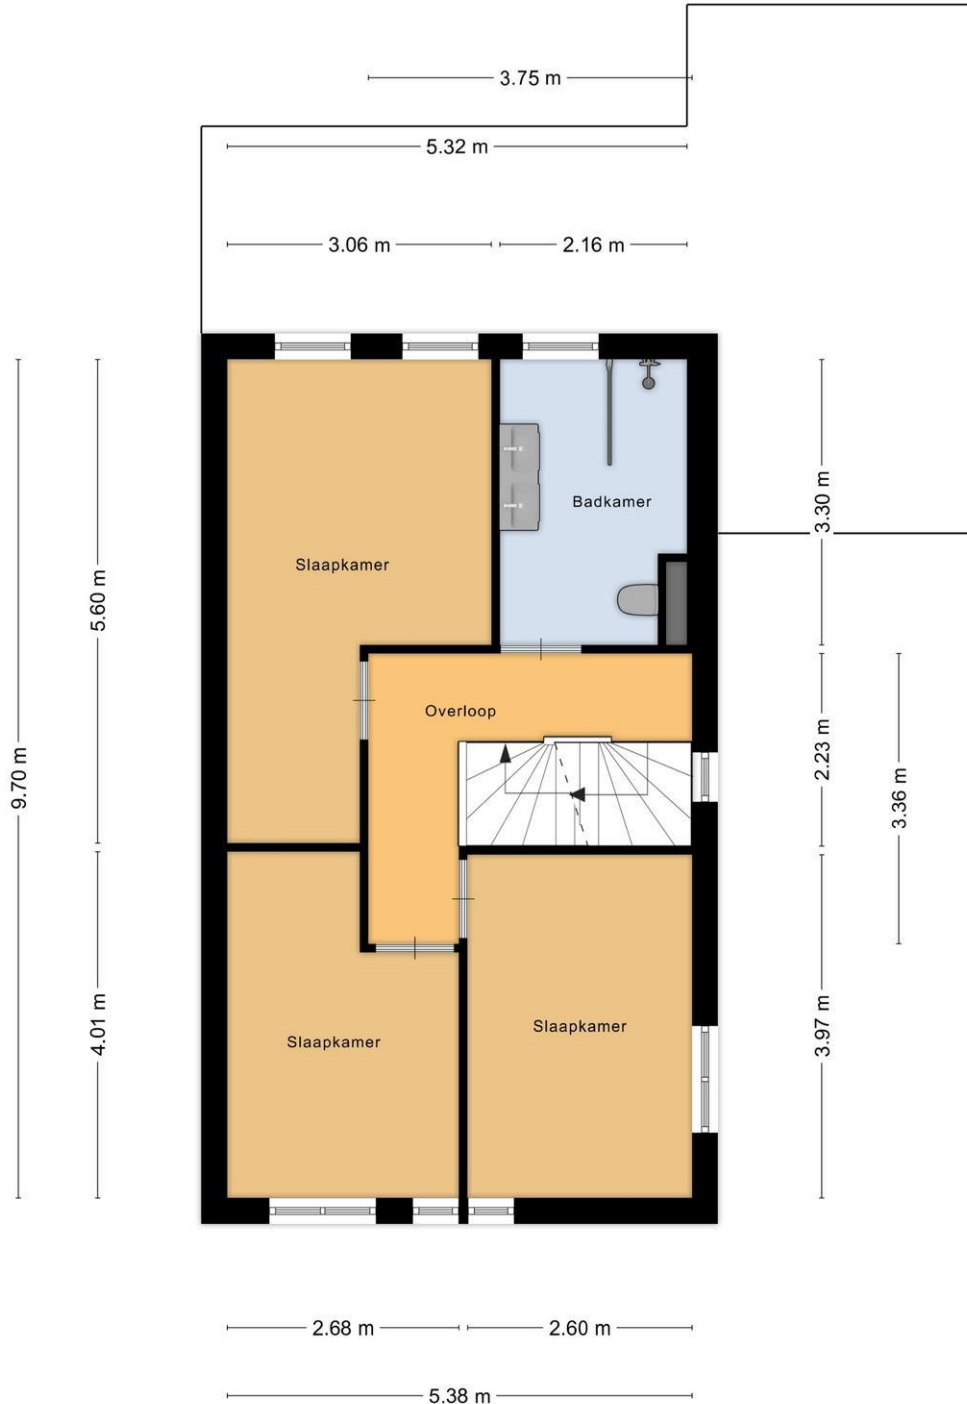 3.75 m
5.32 m
3.06 m
2.16 m
3.30 m
Badkamer
Slaapkamer
5.60 m
Overloop
2.23 m
9.70 m
3.36 m
4.01 m
Slaapkamer
Slaapkamer
3.97 m
2.68 m
2.60 m
5.38 m